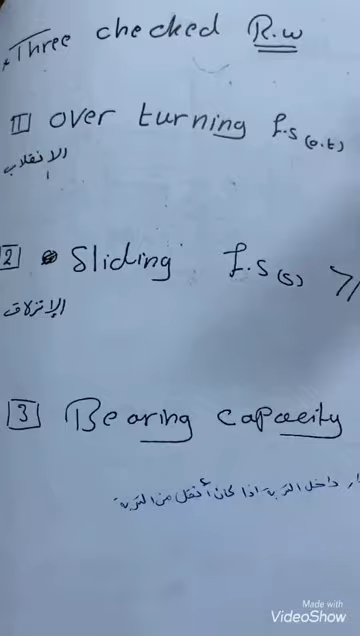 Three checked R.w
1 over turning f.s(o.t)
الانقلاب
2 Sliding f.s(s) >
الإنزلاق
3 Bearing capacity
داخل التربة اذا كان أثقل من التربة
Made with
VideoShow